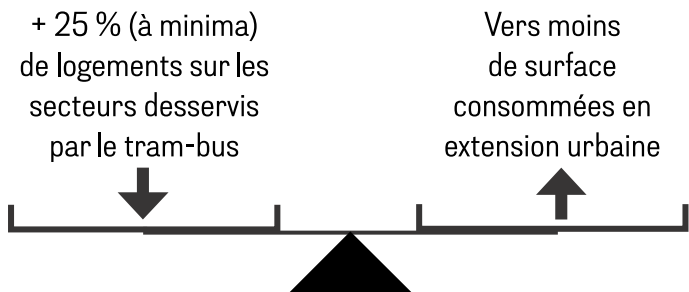 + 25 % (à minima)
de logements sur les
secteurs desservis
par le tram-bus
Vers moins
de surface
consommées en
extension urbaine